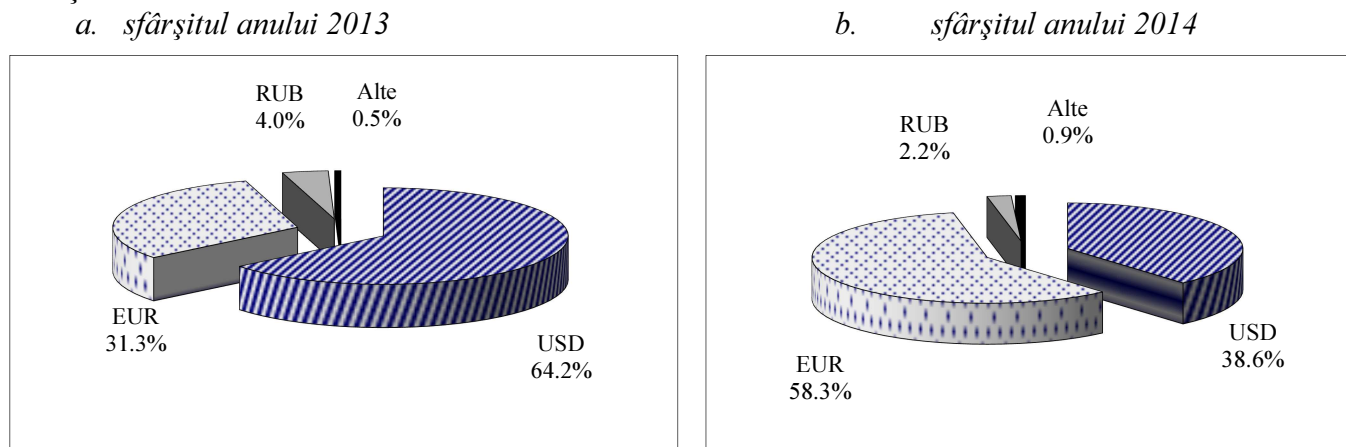 a. sfârşitul anului 2013
b. sfârşitul anului 2014
RUB
4.0%
Alte
0.5%
EUR
31.3%
USD
64.2%
RUB
2.2%
Alte
0.9%
EUR
58.3%
USD
38.6%